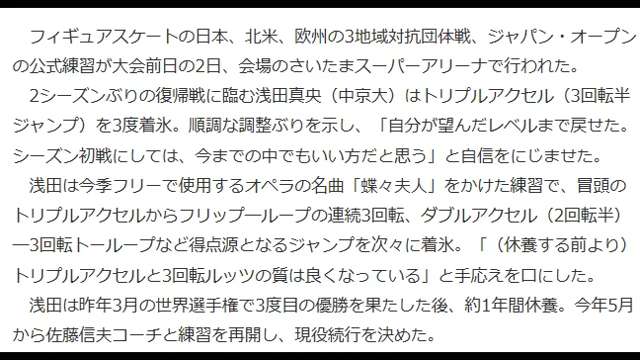 フィギュアスケートの日本、北米、欧州の3地域対抗団体戦、ジャパン・オープン
の公式練習が大会前日の2日、会場のさいたまスーパーアリーナで行われた。
2シーズンぶりの復帰戦に臨む浅田真央（中京大）はトリプルアクセル（3回転半
ジャンプ）を3度着氷。順調な調整ぶりを示し、「自分が望んだレベルまで戻せた。
シーズン初戦にしては、今までの中でもいい方だと思う」と自信をにじませた。
浅田は今季フリーで使用するオペラの名曲「蝶々夫人」をかけた練習で、冒頭の
トリプルアクセルからフリップ―ループの連続3回転、ダブルアクセル（2回転半）
―3回転トーループなど得点源となるジャンプを次々に着氷。「（休養する前より）
トリプルアクセルと3回転ルッツの質は良くなっている」と手応えを口にした。
浅田は昨年3月の世界選手権で3度目の優勝を果たした後、約1年間休養。今年5月
から佐藤信夫コーチと練習を再開し、現役続行を決めた。